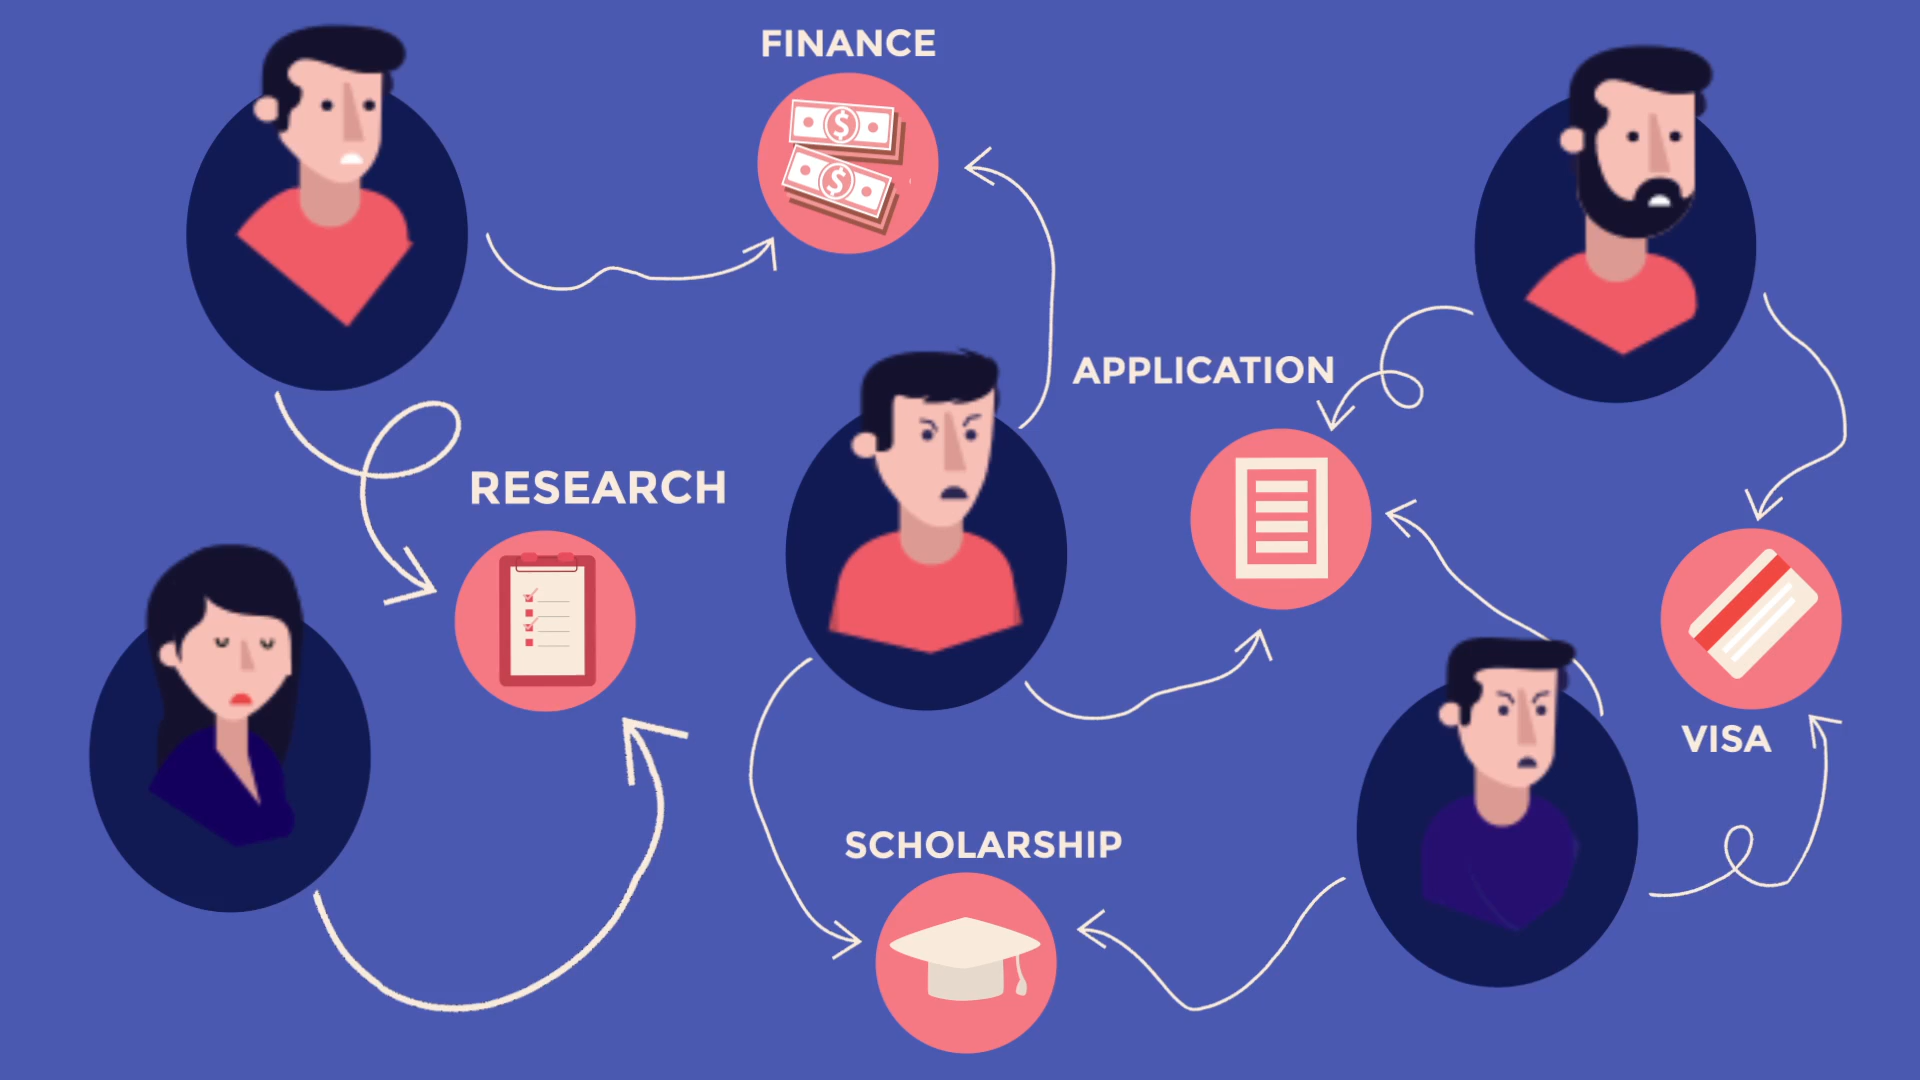 FINANCE
APPLICATION
RESEARCH
VISA
SCHOLARSHIP
$
$